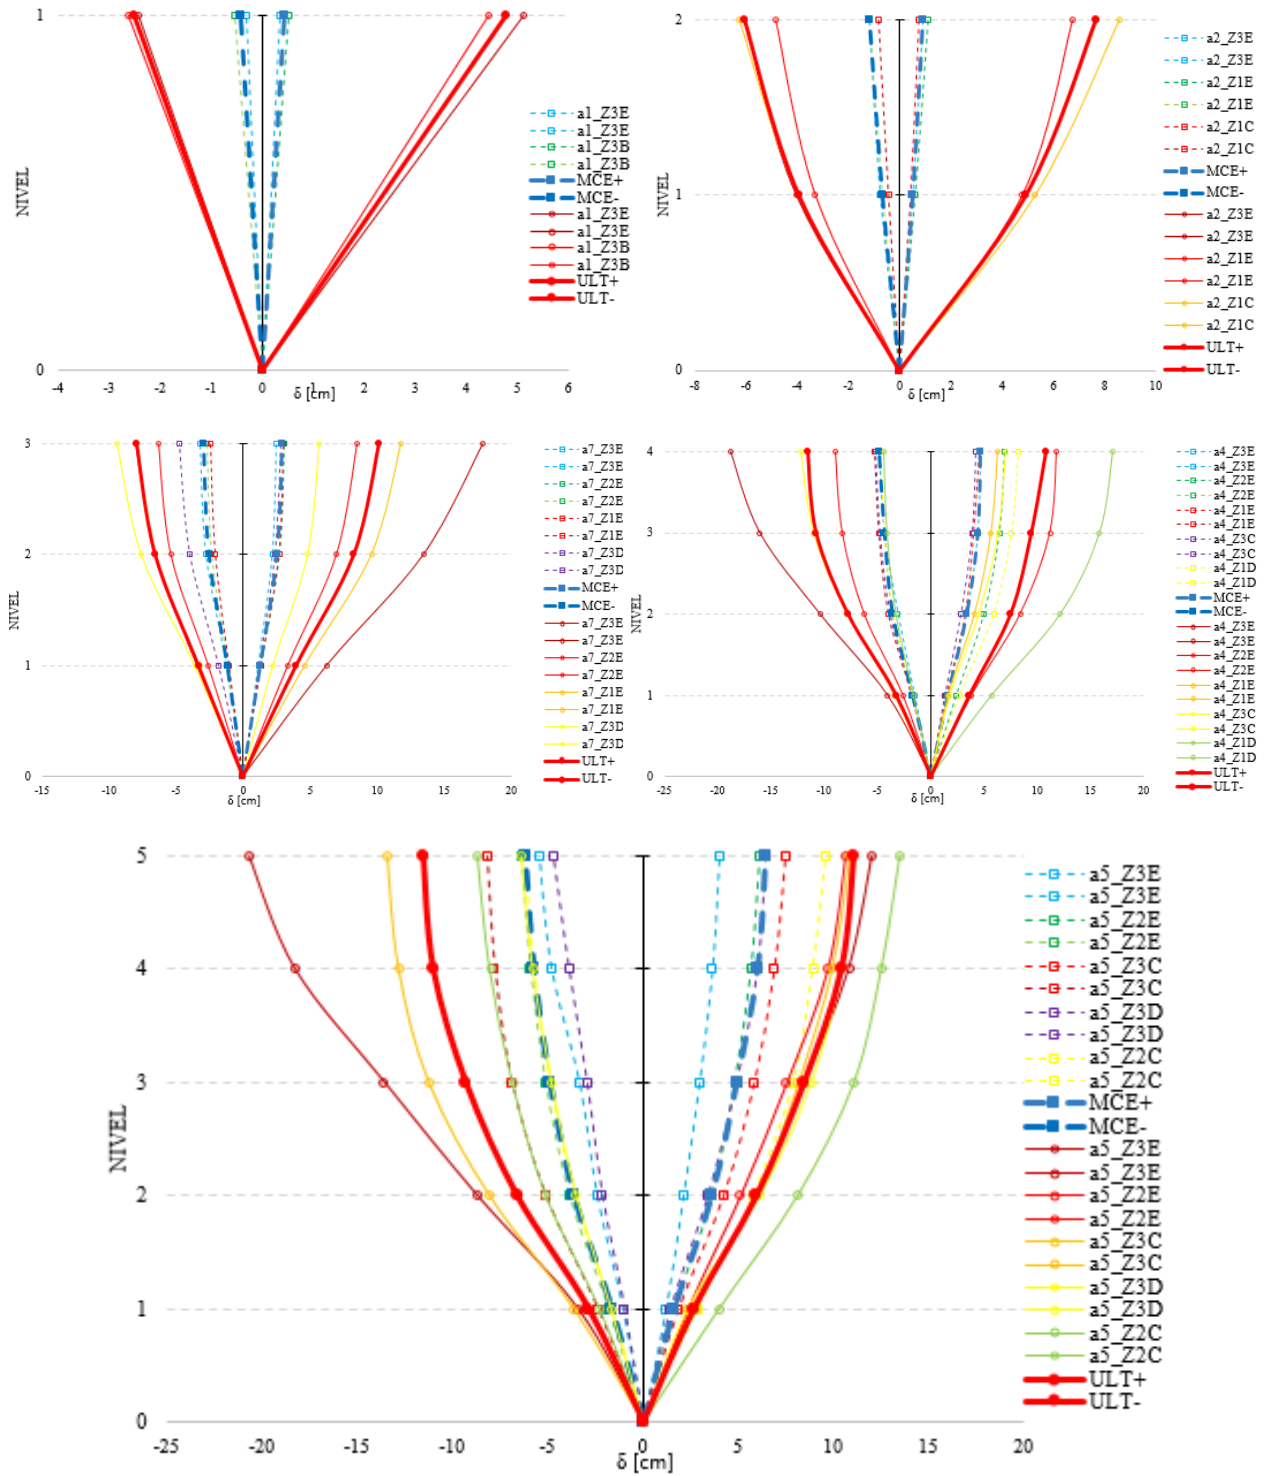 1
0
NIVEL
-4 -3 -2 -1 0 1 2 3 4 5 6
δ [cm]
a1_Z3E
a1_Z3E
a1_Z3B
a1_Z3B
MCE+
MCE-
a1_Z3E
a1_Z3E
a1_Z3B
a1_Z3B
ULT+
ULT-
2
1
0
NIVEL
-8 -6 -4 -2 0 2 4 6 8 10
δ [cm]
a2_Z3E
a2_Z3E
a2_Z1E
a2_Z1E
a2_Z1C
a2_Z1C
MCE+
MCE-
a2_Z3E
a2_Z3E
a2_Z1E
a2_Z1E
a2_Z1C
a2_Z1C
ULT+
ULT-
3
2
1
0
NIVEL
-15 -10 -5 0 5 10 15 20
δ [cm]
a7_Z3E
a7_Z3E
a7_Z2E
a7_Z2E
a7_Z1E
a7_Z1E
a7_Z3D
a7_Z3D
MCE+
MCE-
a7_Z3E
a7_Z3E
a7_Z2E
a7_Z2E
a7_Z1E
a7_Z1E
a7_Z3D
a7_Z3D
ULT+
ULT-
4
3
2
1
0
NIVEL
-25 -20 -15 -10 -5 0 5 10 15 20
δ [cm]
a4_Z3E
a4_Z3E
a4_Z2E
a4_Z2E
a4_Z1E
a4_Z1E
a4_Z3C
a4_Z3C
a4_Z1D
a4_Z1D
MCE+
MCE-
a4_Z3E
a4_Z3E
a4_Z2E
a4_Z2E
a4_Z1E
a4_Z1E
a4_Z3C
a4_Z3C
a4_Z1D
a4_Z1D
ULT+
ULT-
5
4
3
2
1
0
NIVEL
-25 -20 -15 -10 -5 0 5 10 15 20
δ [cm]
a5_Z3E
a5_Z3E
a5_Z2E
a5_Z2E
a5_Z3C
a5_Z3C
a5_Z3D
a5_Z3D
a5_Z2C
a5_Z2C
MCE+
MCE-
a5_Z3E
a5_Z3E
a5_Z2E
a5_Z2E
a5_Z3C
a5_Z3C
a5_Z3D
a5_Z3D
a5_Z2C
a5_Z2C
ULT+
ULT-